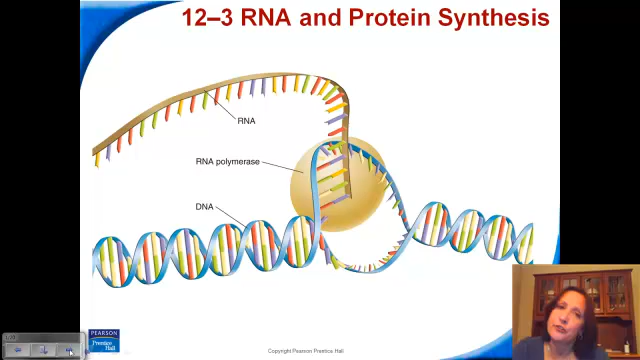 12–3 RNA and Protein Synthesis
RNA
RNA polymerase
DNA
PEARSON
Prentice
Hall
Copyright Pearson Prentice Hall